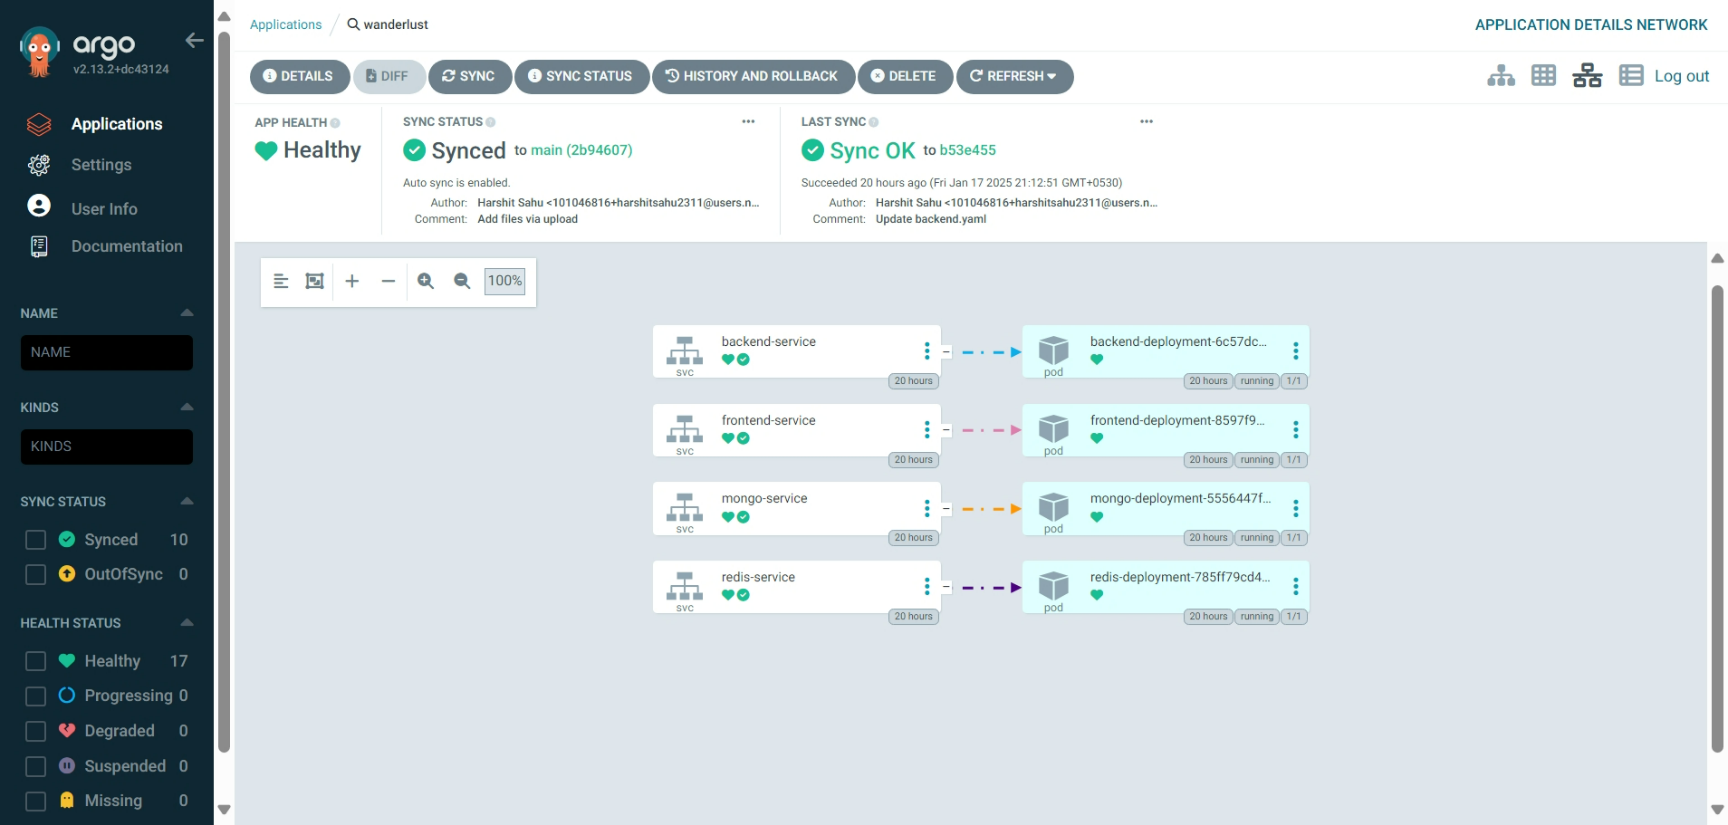 argo
v2.13.2+dc43124
Applications
Settings
User Info
Documentation
NAME
NAME
KINDS
KINDS
SYNC STATUS
Synced 10
OutOfSync 0
HEALTH STATUS
Healthy 17
Progressing 0
Degraded 0
Suspended 0
Missing 0
Applications / wanderlust
APPLICATION DETAILS NETWORK
DETAILS DIFF SYNC SYNC STATUS HISTORY AND ROLLBACK DELETE REFRESH
Log out
APP HEALTH
Healthy
SYNC STATUS
Synced to main (2b94607)
Auto sync is enabled.
Author: Harshit Sahu <101046816+harshitsahu2311@users.n...
Comment: Add files via upload
LAST SYNC
Sync OK to b53e455
Succeeded 20 hours ago (Fri Jan 17 2025 21:12:51 GMT+0530)
Author: Harshit Sahu <101046816+harshitsahu2311@users.n...
Comment: Update backend.yaml
100%
backend-service
svc
20 hours
backend-deployment-6c57dc...
pod
20 hours running 1/1
frontend-service
svc
20 hours
frontend-deployment-8597f9...
pod
20 hours running 1/1
mongo-service
svc
20 hours
mongo-deployment-5556447f...
pod
20 hours running 1/1
redis-service
svc
20 hours
redis-deployment-785ff79cd4...
pod
20 hours running 1/1